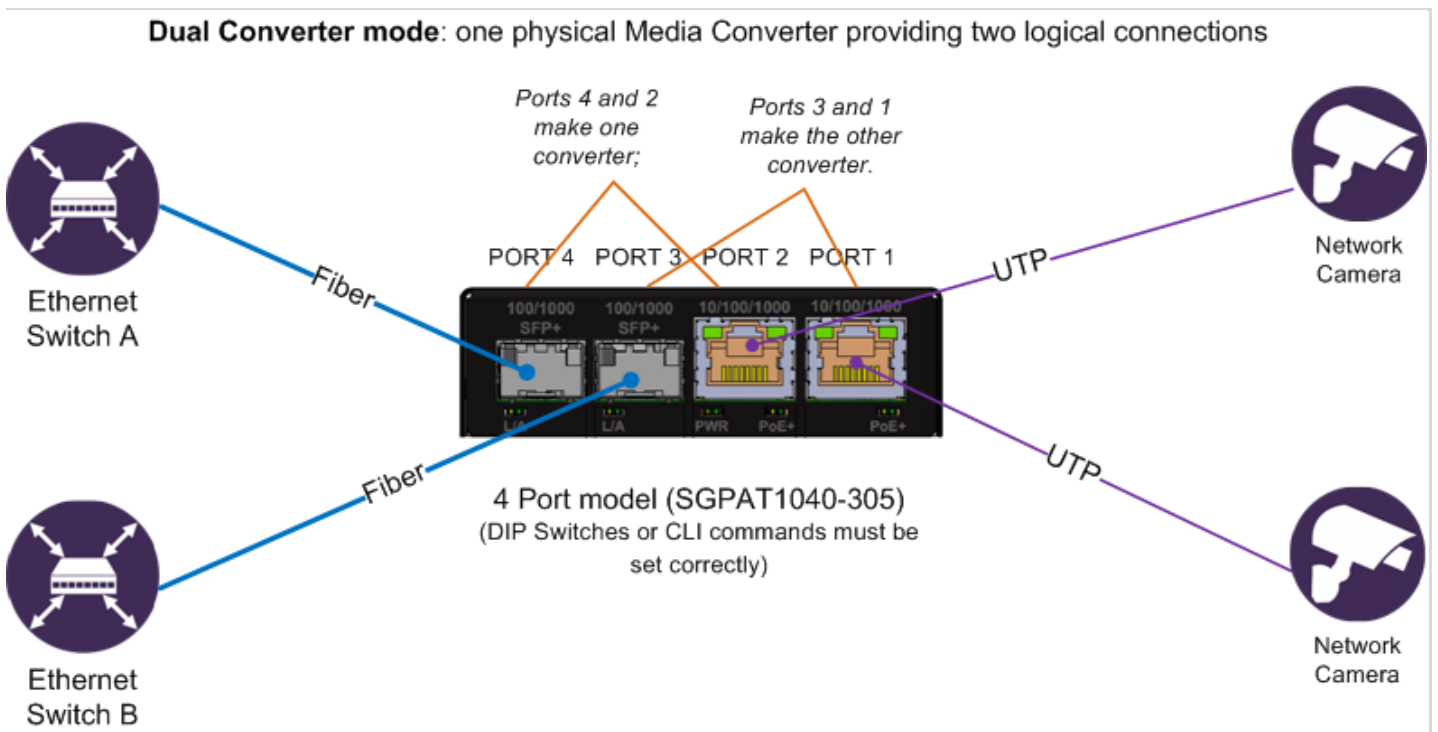 Dual Converter mode: one physical Media Converter providing two logical connections
Ports 4 and 2
make one
converter;
Ports 3 and 1
make the other
converter.
PORT 4 PORT 3 PORT 2 PORT 1
100/1000
SFP+
100/1000
SFP+
10/100/1000
10/100/1000
L/A
L/A
PWR
PoE+
PoE+
Ethernet
Switch A
Fiber
UTP
Network
Camera
Fiber
UTP
4 Port model (SGPAT1040-305)
(DIP Switches or CLI commands must be
set correctly)
Ethernet
Switch B
Network
Camera